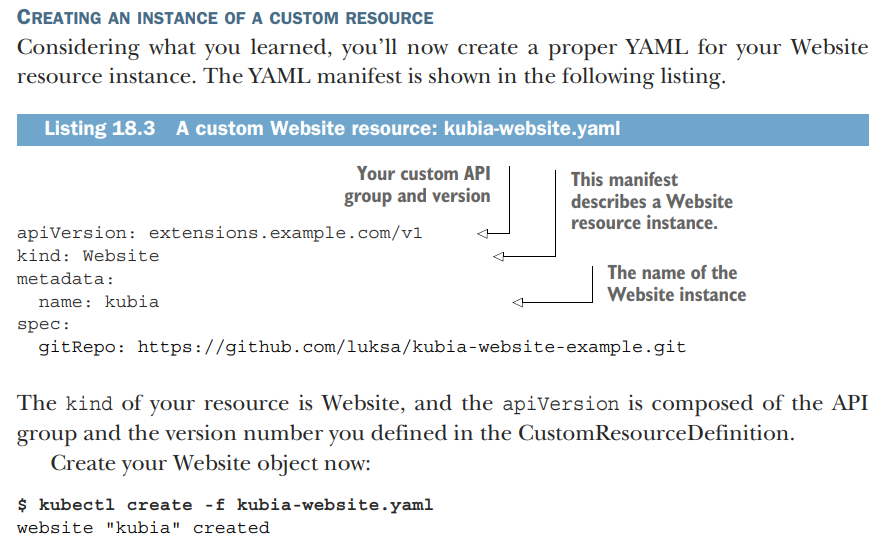 CREATING AN INSTANCE OF A CUSTOM RESOURCE
Considering what you learned, you'll now create a proper YAML for your Website
resource instance. The YAML manifest is shown in the following listing.
Listing 18.3 A custom Website resource: kubia-website.yaml
Your custom API
group and version
This manifest
describes a Website
resource instance.
apiVersion: extensions.example.com/v1
kind: Website
metadata:
  name: kubia
The name of the
Website instance
spec:
  gitRepo: https://github.com/luksa/kubia-website-example.git
The kind of your resource is Website, and the apiVersion is composed of the API
group and the version number you defined in the CustomResourceDefinition.
Create your Website object now:
$ kubectl create -f kubia-website.yaml
website "kubia" created